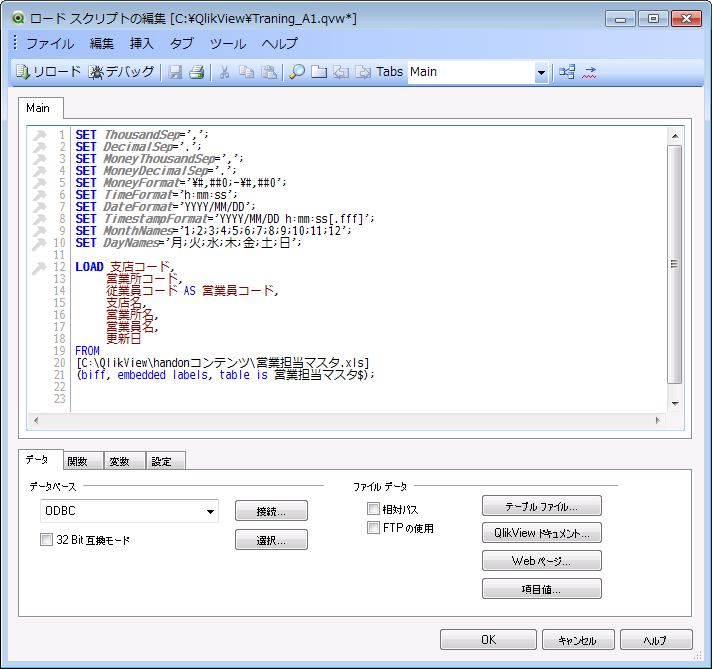 ロード スクリプトの編集 [C:¥QlikView¥Traning_A1.qvw*]
ファイル 編集 挿入 タブ ツール ヘルプ
リロード デバッグ Tabs Main
Main
1 SET ThousandSep=',';
2 SET DecimalSep='.';
3 SET MoneyThousandSep=',';
4 SET MoneyDecimalSep='.';
5 SET MoneyFormat='¥#,##0;-¥#,##0';
6 SET TimeFormat='h:mm:ss';
7 SET DateFormat='YYYY/MM/DD';
8 SET TimestampFormat='YYYY/MM/DD h:mm:ss[.fff]';
9 SET MonthNames='1;2;3;4;5;6;7;8;9;10;11;12';
10 SET DayNames='月;火;水;木;金;土;日';
11
12 LOAD 支店コード,
13 営業所コード,
14 従業員コード AS 営業員コード,
15 支店名,
16 営業所名,
17 営業員名,
18 更新日
19 FROM
20 [C:\QlikView\handonコンテンツ\営業担当マスタ.xls]
21 (biff, embedded labels, table is 営業担当マスタ$);
22
23
データ 関数 変数 設定
データベース
ODBC
接続...
32 Bit 互換モード
選択...
ファイル データ
相対パス
FTP の使用
テーブル ファイル...
QlikView ドキュメント...
Web ページ...
項目値...
OK キャンセル ヘルプ